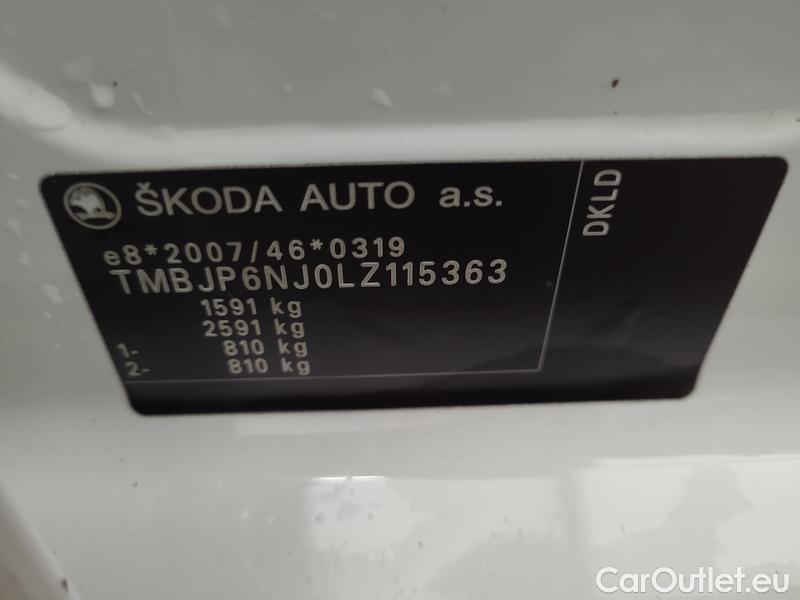 ŠKODA AUTO a.s.
e8*2007/46*0319
TMBJP6NJ0LZ115363
1591 kg
2591 kg
1- 810 kg
2- 810 kg
DKLD
CarOutlet.eu